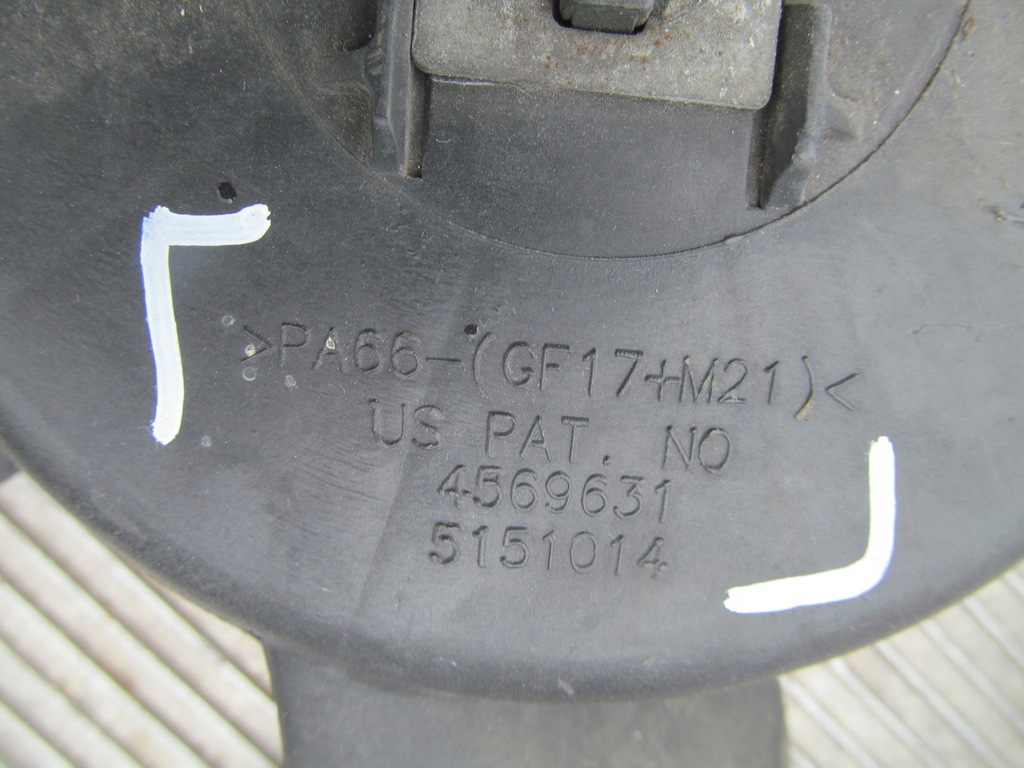 >PA66-(GF17+M21)<
US PAT. NO
4569631
5151014